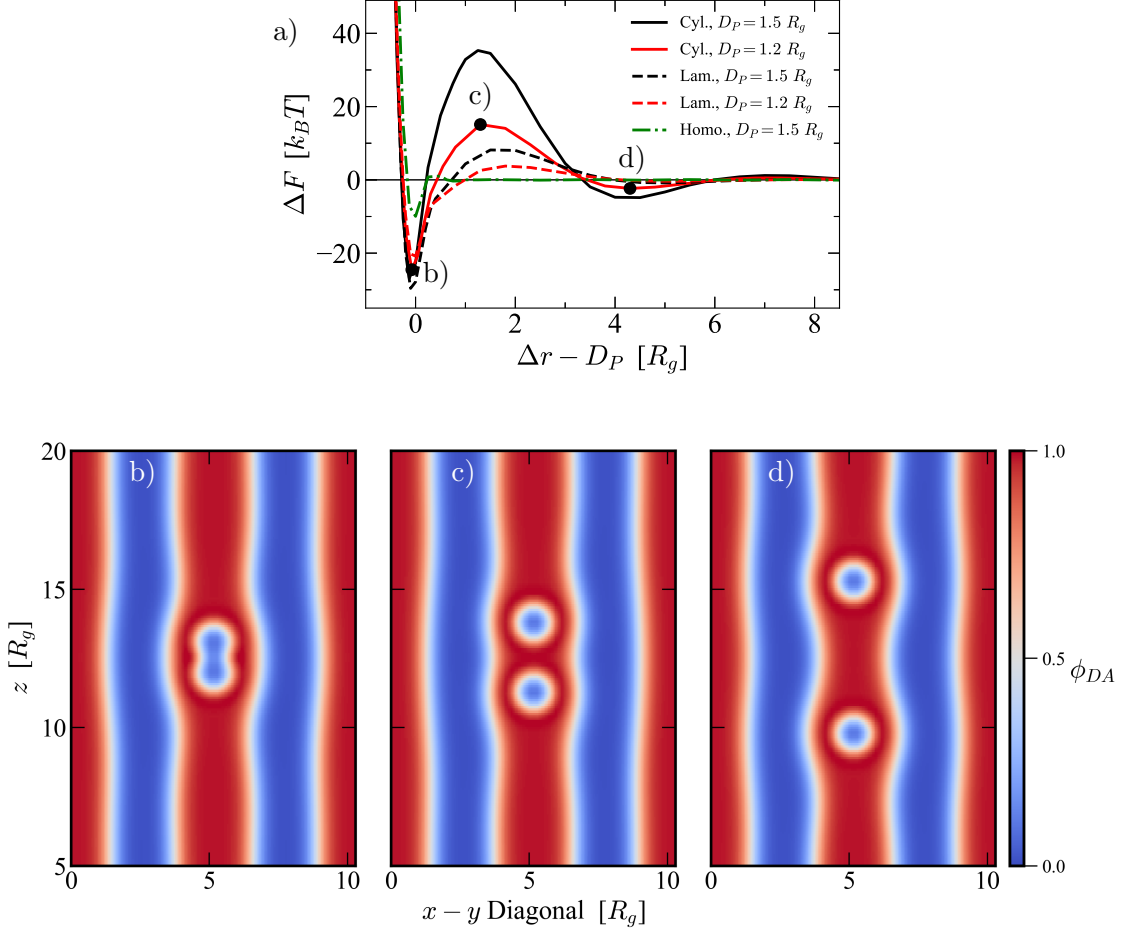 a)
40
20
0
−20
ΔF [k_BT]
Cyl., D_P = 1.5 R_g
Cyl., D_P = 1.2 R_g
Lam., D_P = 1.5 R_g
Lam., D_P = 1.2 R_g
Homo., D_P = 1.5 R_g
c)
d)
b)
0 2 4 6 8
Δr − D_P [R_g]
b) c) d)
20
15
10
5
z [R_g]
0 5 10
0 5 10
0 5 10
x − y Diagonal [R_g]
1.0
0.5
0.0
ϕ_DA